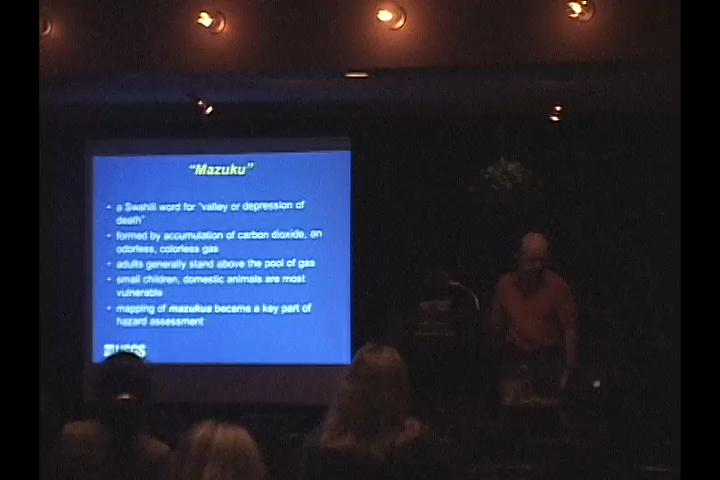 "Mazuku"
• a Swahili word for "valley or depression of
death"
• formed by accumulation of carbon dioxide, an
odorless, colorless gas
• adults generally stand above the pool of gas
• small children, domestic animals are most
vulnerable
• mapping of mazukus became a key part of
hazard assessment
USGS